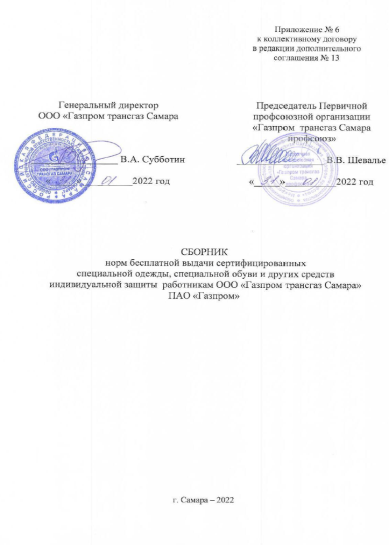 Приложение № 6
к коллективному договору
в редакции дополнительного
соглашения № 13
Генеральный директор
ООО «Газпром трансгаз Самара
В.А. Субботин
01 2022 год
Председатель Первичной
профсоюзной организации
«Газпром трансгаз Самара
профсоюз»
В.В. Шевалье
« » 01 2022 год
СБОРНИК
норм бесплатной выдачи сертифицированных
специальной одежды, специальной обуви и других средств
индивидуальной защиты работникам ООО «Газпром трансгаз Самара»
ПАО «Газпром»
г. Самара – 2022